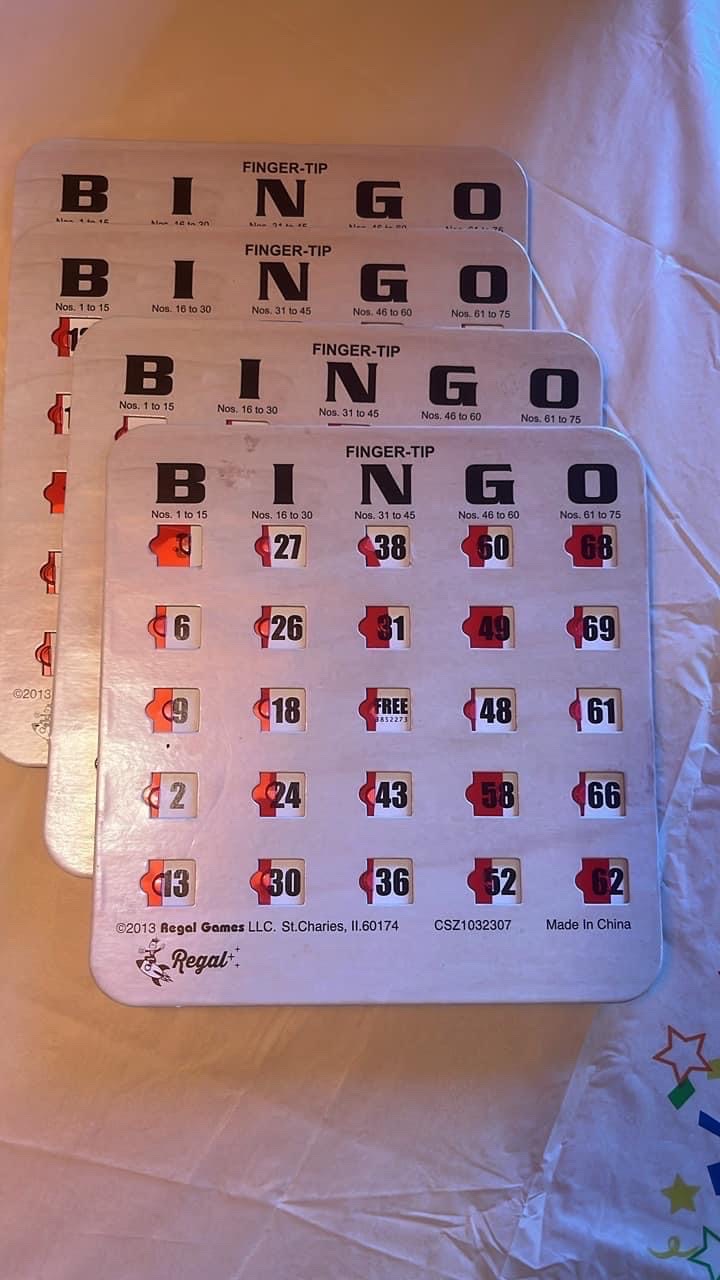 FINGER-TIP
B I N G O
FINGER-TIP
B I N G O
Nos. 1 to 15 Nos. 16 to 30 Nos. 31 to 45 Nos. 46 to 60 Nos. 61 to 75
FINGER-TIP
B I N G O
Nos. 1 to 15 Nos. 16 to 30 Nos. 31 to 45 Nos. 46 to 60 Nos. 61 to 75
©2013
FINGER-TIP
B I N G O
Nos. 1 to 15 Nos. 16 to 30 Nos. 31 to 45 Nos. 46 to 60 Nos. 61 to 75
27 38 60 68
6 26 31 49 69
9 18 FREE 48 61
3852273
2 24 43 58 66
13 30 36 52 62
©2013 Regal Games LLC. St.Charies, Il.60174 CSZ1032307 Made In China
Regal